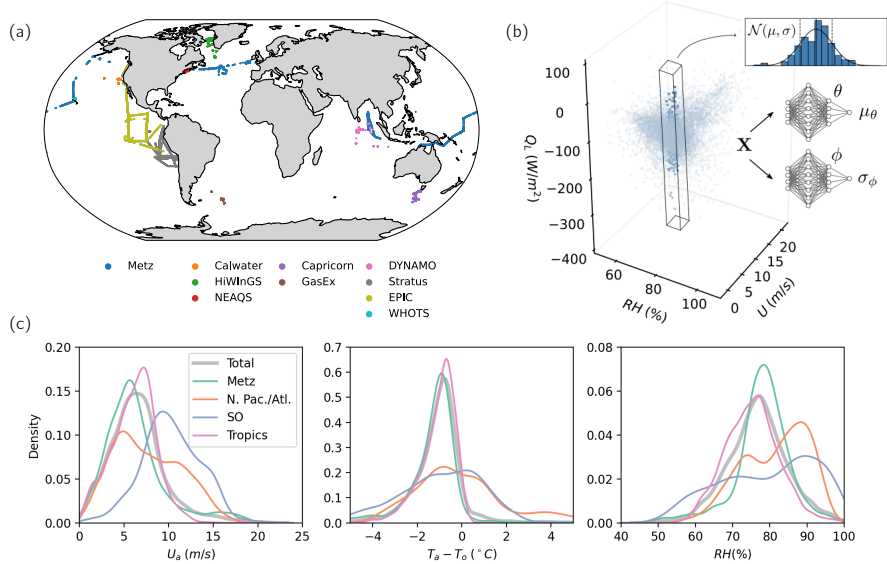 (a)
Metz
Calwater
HiWInGS
NEAQS
Capricorn
GasEx
DYNAMO
Stratus
EPIC
WHOTS
(b)
N(μ, σ)
100
0
−100
−200
−300
−400
Q_L (W/m²)
60
80
100
RH (%)
0
5
10
15
20
U (m/s)
X
θ
μ_θ
ϕ
σ_ϕ
(c)
0.20
0.15
0.10
0.05
0.00
Density
0
5
10
15
20
25
U_a (m/s)
Total
Metz
N. Pac./Atl.
SO
Tropics
0.7
0.6
0.5
0.4
0.3
0.2
0.1
0.0
−4
−2
0
2
4
T_a − T_o (°C)
0.08
0.06
0.04
0.02
0.00
40
50
60
70
80
90
100
RH(%)